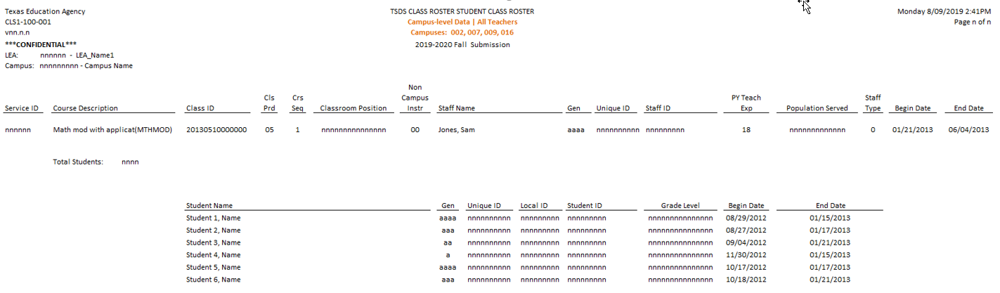 Texas Education Agency TSDS CLASS ROSTER STUDENT CLASS ROSTER Monday 8/09/2019 2:41PM
CLS1-100-001 Campus-level Data | All Teachers Page n of n
vnn.n.n Campuses: 002, 007, 009, 016
***CONFIDENTIAL*** 2019-2020 Fall Submission
LEA: nnnnnn - LEA_Name1
Campus: nnnnnnnnn - Campus Name
Non
Cls Crs Campus PY Teach Staff
Service ID Course Description Class ID Prd Seq Classroom Position Instr Staff Name Gen Unique ID Staff ID Exp Population Served Type Begin Date End Date
nnnnnn Math mod with applicat(MTHMOD) 20130510000000 05 1 nnnnnnnnnnnnnnn 00 Jones, Sam aaaa nnnnnnnnnn nnnnnnnnn 18 nnnnnnnnnnnnn 0 01/21/2013 06/04/2013
Total Students: nnnn
Student Name Gen Unique ID Local ID Student ID Grade Level Begin Date End Date
Student 1, Name aaaa nnnnnnnnnn nnnnnnnnn nnnnnnnnn nnnnnnnnnnnnnnn 08/29/2012 01/15/2013
Student 2, Name aaa nnnnnnnnnn nnnnnnnnn nnnnnnnnn nnnnnnnnnnnnnnn 08/27/2012 01/17/2013
Student 3, Name aa nnnnnnnnnn nnnnnnnnn nnnnnnnnn nnnnnnnnnnnnnnn 09/04/2012 01/21/2013
Student 4, Name a nnnnnnnnnn nnnnnnnnn nnnnnnnnn nnnnnnnnnnnnnnn 11/30/2012 01/15/2013
Student 5, Name aaaa nnnnnnnnnn nnnnnnnnn nnnnnnnnn nnnnnnnnnnnnnnn 10/17/2012 01/17/2013
Student 6, Name aaa nnnnnnnnnn nnnnnnnnn nnnnnnnnn nnnnnnnnnnnnnnn 10/18/2012 01/21/2013